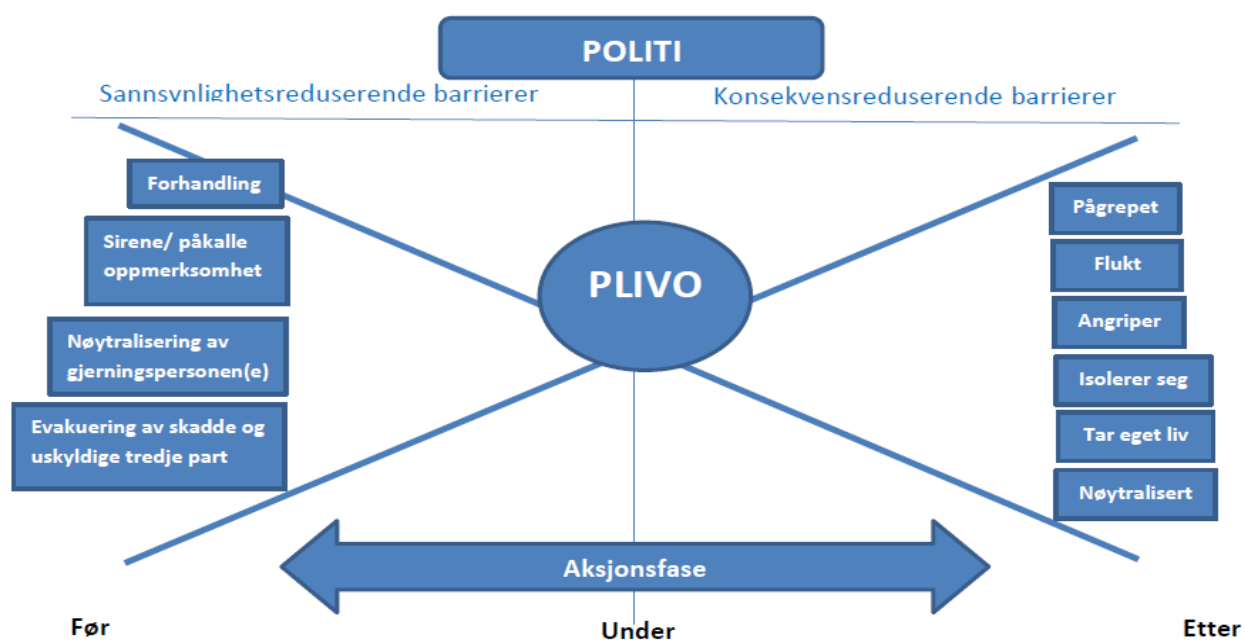 POLITI
Sannsynlighetsreduserende barrierer
Konsekvensreduserende barrierer
Forhandling
Sirene/ påkalle
oppmerksomhet
Nøytralisering av
gjerningspersonen(e)
Evakuering av skadde og
uskyldige tredje part
PLIVO
Pågrepet
Flukt
Angriper
Isolerer seg
Tar eget liv
Nøytralisert
Aksjonsfase
Før
Under
Etter